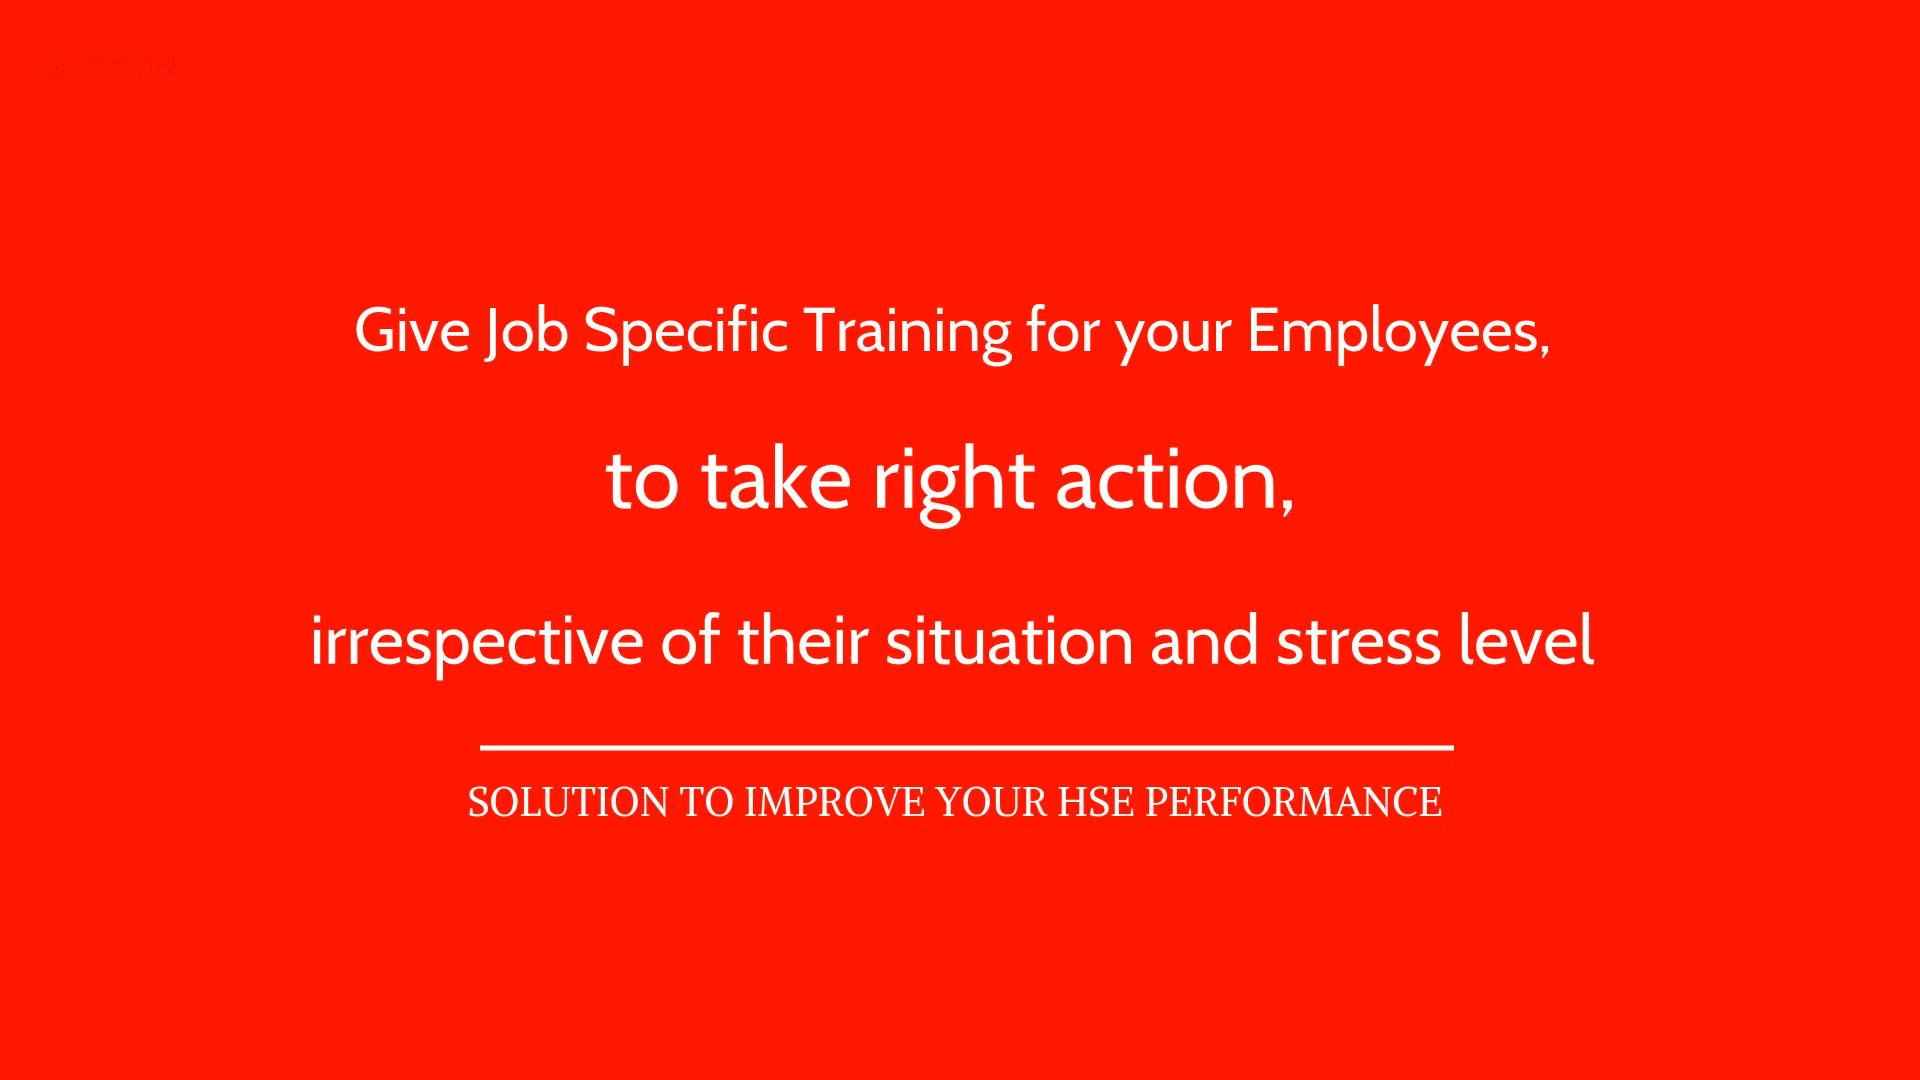 Give Job Specific Training for your Employees,
to take right action,
irrespective of their situation and stress level
SOLUTION TO IMPROVE YOUR HSE PERFORMANCE